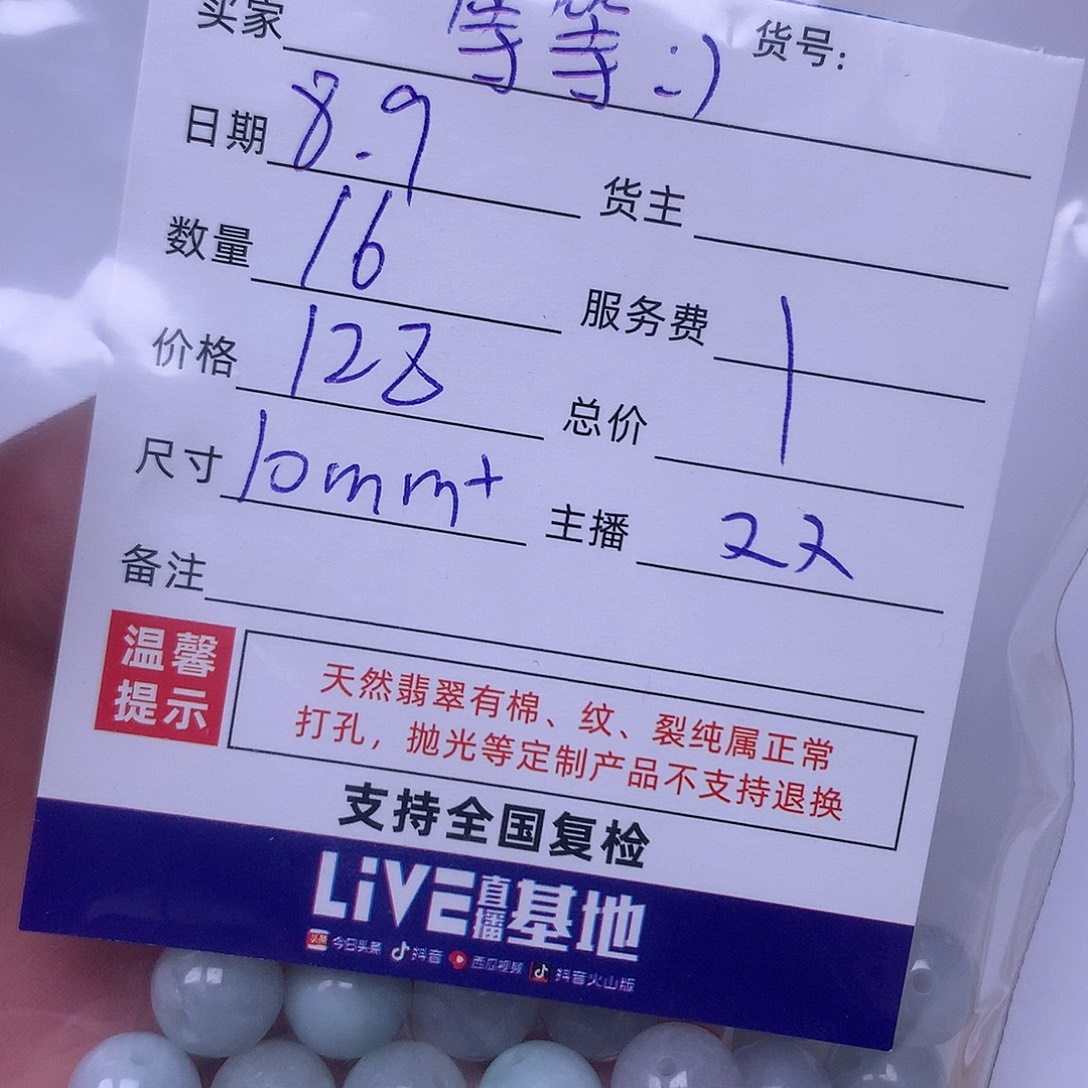 买家 等等:) 货号:
日期 8.9 货主
数量 16 服务费
价格 128 总价
尺寸 10mm+ 主播
备注
温馨
提示
天然翡翠有棉、纹、裂纯属正常
打孔，抛光等定制产品不支持退换
支持全国复检
LiVE直播基地
头条 今日头条 抖音 西瓜视频 抖音火山版